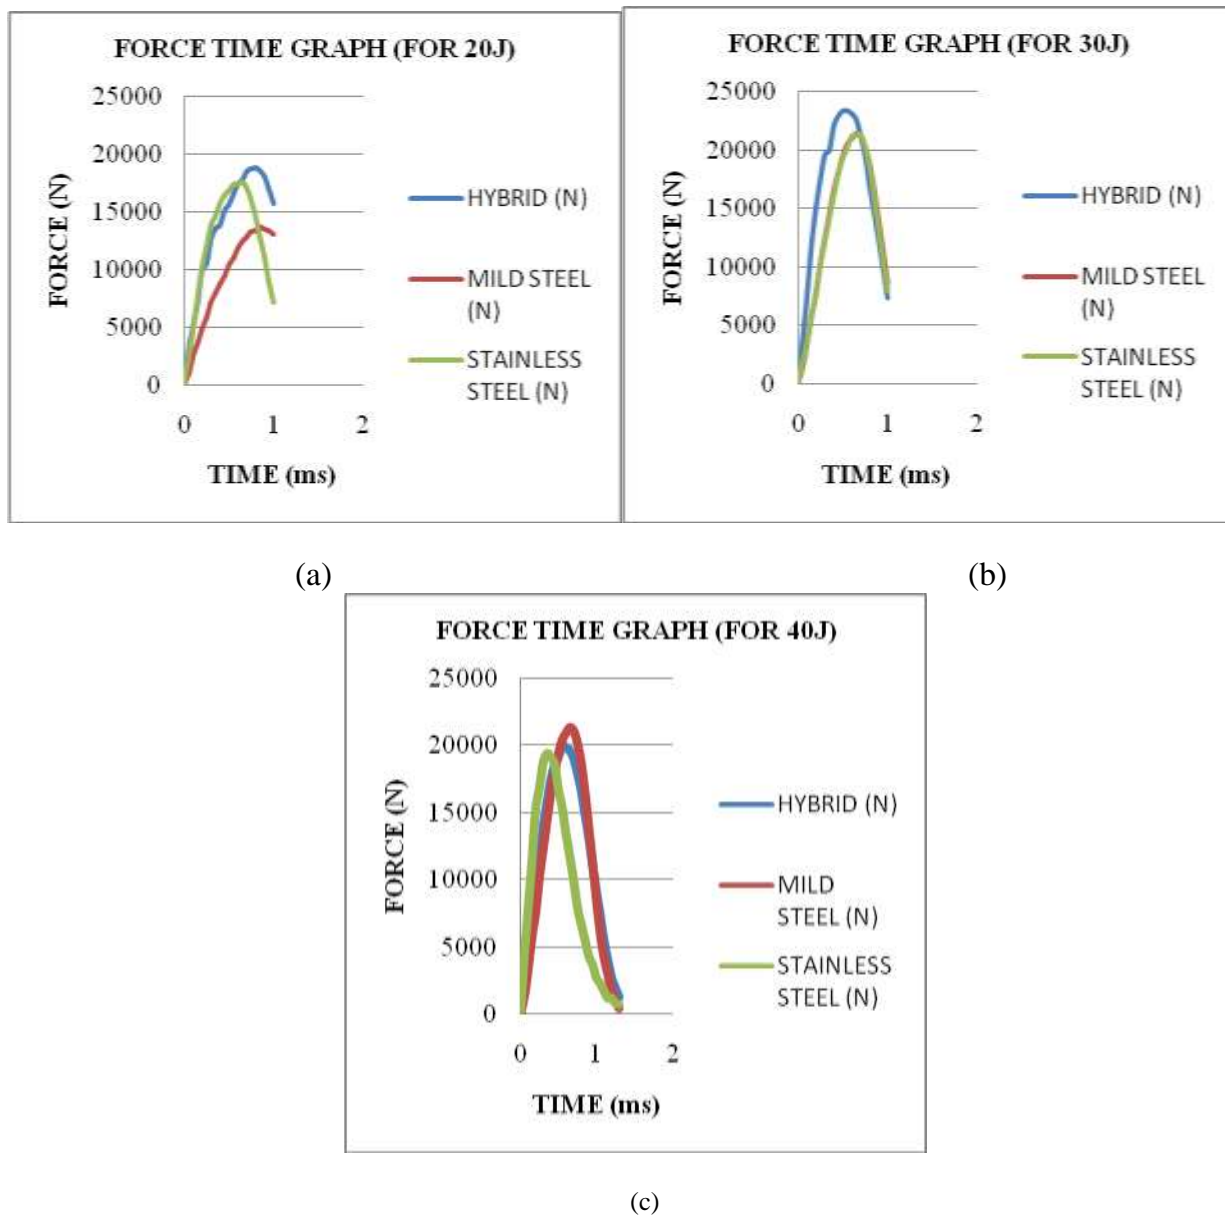 FORCE TIME GRAPH (FOR 20J)
25000
20000
15000
10000
5000
0
FORCE (N)
0 1 2
TIME (ms)
HYBRID (N)
MILD STEEL
(N)
STAINLESS
STEEL (N)
(a)
FORCE TIME GRAPH (FOR 30J)
25000
20000
15000
10000
5000
0
FORCE (N)
0 1 2
TIME (ms)
HYBRID (N)
MILD STEEL
(N)
STAINLESS
STEEL (N)
(b)
FORCE TIME GRAPH (FOR 40J)
25000
20000
15000
10000
5000
0
FORCE (N)
0 1 2
TIME (ms)
HYBRID (N)
MILD
STEEL (N)
STAINLESS
STEEL (N)
(c)